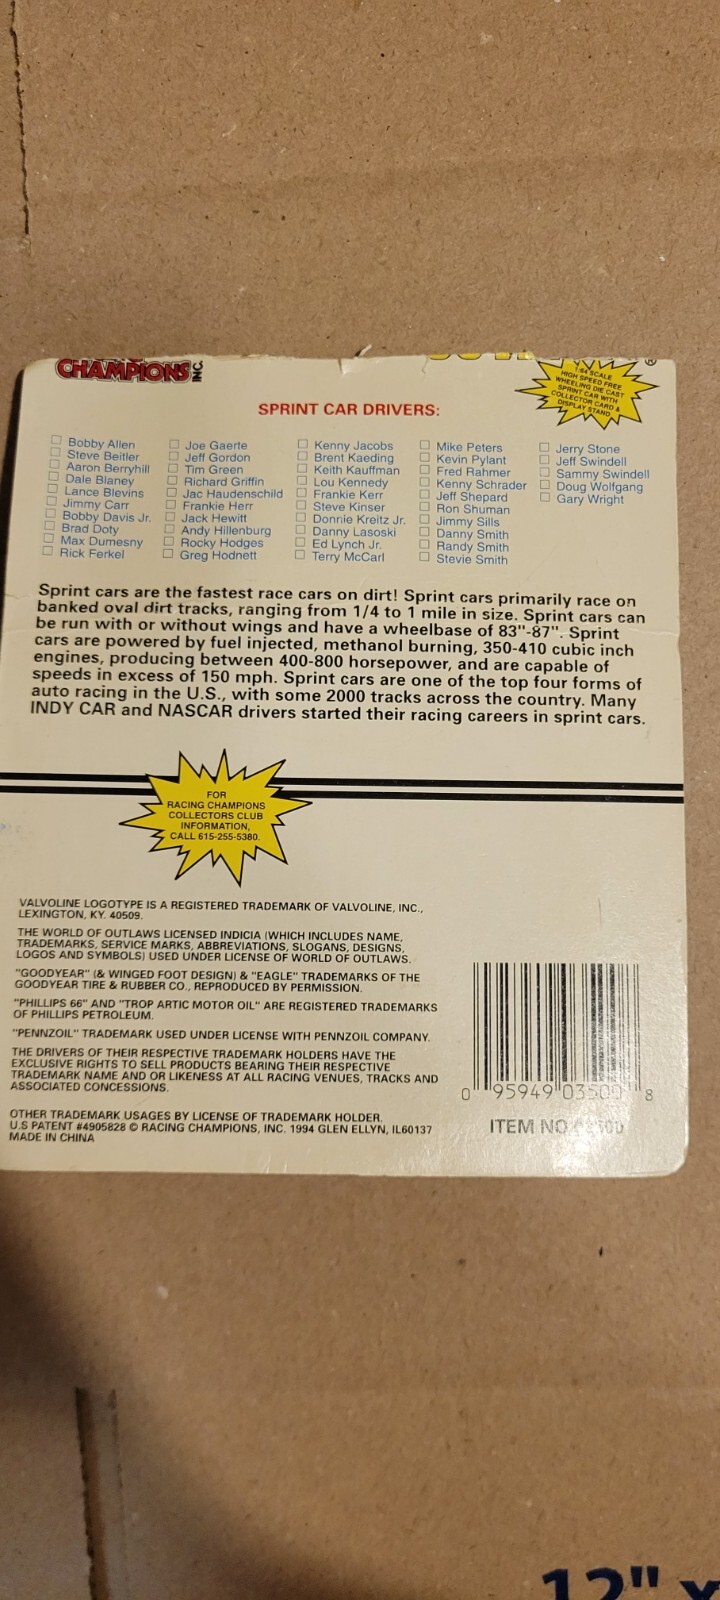 CHAMPIONS INC.
®
1:64 SCALE
HIGH SPEED FREE
WHEELING DIE CAST
SPRINT CAR WITH
COLLECTOR CARD &
DISPLAY STAND
SPRINT CAR DRIVERS:
Bobby Allen
Steve Beitler
Aaron Berryhill
Dale Blaney
Lance Blevins
Jimmy Carr
Bobby Davis Jr.
Brad Doty
Max Dumesny
Rick Ferkel
Joe Gaerte
Jeff Gordon
Tim Green
Richard Griffin
Jac Haudenschild
Frankie Herr
Jack Hewitt
Andy Hillenburg
Rocky Hodges
Greg Hodnett
Kenny Jacobs
Brent Kaeding
Keith Kauffman
Lou Kennedy
Frankie Kerr
Steve Kinser
Donnie Kreitz Jr.
Danny Lasoski
Ed Lynch Jr.
Terry McCarl
Mike Peters
Kevin Pylant
Fred Rahmer
Kenny Schrader
Jeff Shepard
Ron Shuman
Jimmy Sills
Danny Smith
Randy Smith
Stevie Smith
Jerry Stone
Jeff Swindell
Sammy Swindell
Doug Wolfgang
Gary Wright
Sprint cars are the fastest race cars on dirt! Sprint cars primarily race on
banked oval dirt tracks, ranging from 1/4 to 1 mile in size. Sprint cars can
be run with or without wings and have a wheelbase of 83"-87". Sprint
cars are powered by fuel injected, methanol burning, 350-410 cubic inch
engines, producing between 400-800 horsepower, and are capable of
speeds in excess of 150 mph. Sprint cars are one of the top four forms of
auto racing in the U.S., with some 2000 tracks across the country. Many
INDY CAR and NASCAR drivers started their racing careers in sprint cars.
FOR
RACING CHAMPIONS
COLLECTORS CLUB
INFORMATION,
CALL 615-255-5380.
VALVOLINE LOGOTYPE IS A REGISTERED TRADEMARK OF VALVOLINE, INC.,
LEXINGTON, KY. 40509.
THE WORLD OF OUTLAWS LICENSED INDICIA (WHICH INCLUDES NAME,
TRADEMARKS, SERVICE MARKS, ABBREVIATIONS, SLOGANS, DESIGNS,
LOGOS AND SYMBOLS) USED UNDER LICENSE OF WORLD OF OUTLAWS.
"GOODYEAR" (& WINGED FOOT DESIGN) & "EAGLE" TRADEMARKS OF THE
GOODYEAR TIRE & RUBBER CO., REPRODUCED BY PERMISSION.
"PHILLIPS 66" AND "TROP ARTIC MOTOR OIL" ARE REGISTERED TRADEMARKS
OF PHILLIPS PETROLEUM.
"PENNZOIL" TRADEMARK USED UNDER LICENSE WITH PENNZOIL COMPANY.
THE DRIVERS OF THEIR RESPECTIVE TRADEMARK HOLDERS HAVE THE
EXCLUSIVE RIGHTS TO SELL PRODUCTS BEARING THEIR RESPECTIVE
TRADEMARK NAME AND/OR LIKENESS AT ALL RACING VENUES, TRACKS AND
ASSOCIATED CONCESSIONS.
OTHER TRADEMARK USAGES BY LICENSE OF TRADEMARK HOLDER.
U.S PATENT #4905828 © RACING CHAMPIONS, INC. 1994 GLEN ELLYN, IL60137
MADE IN CHINA
0 95949 03500 8
ITEM NO.
12" x